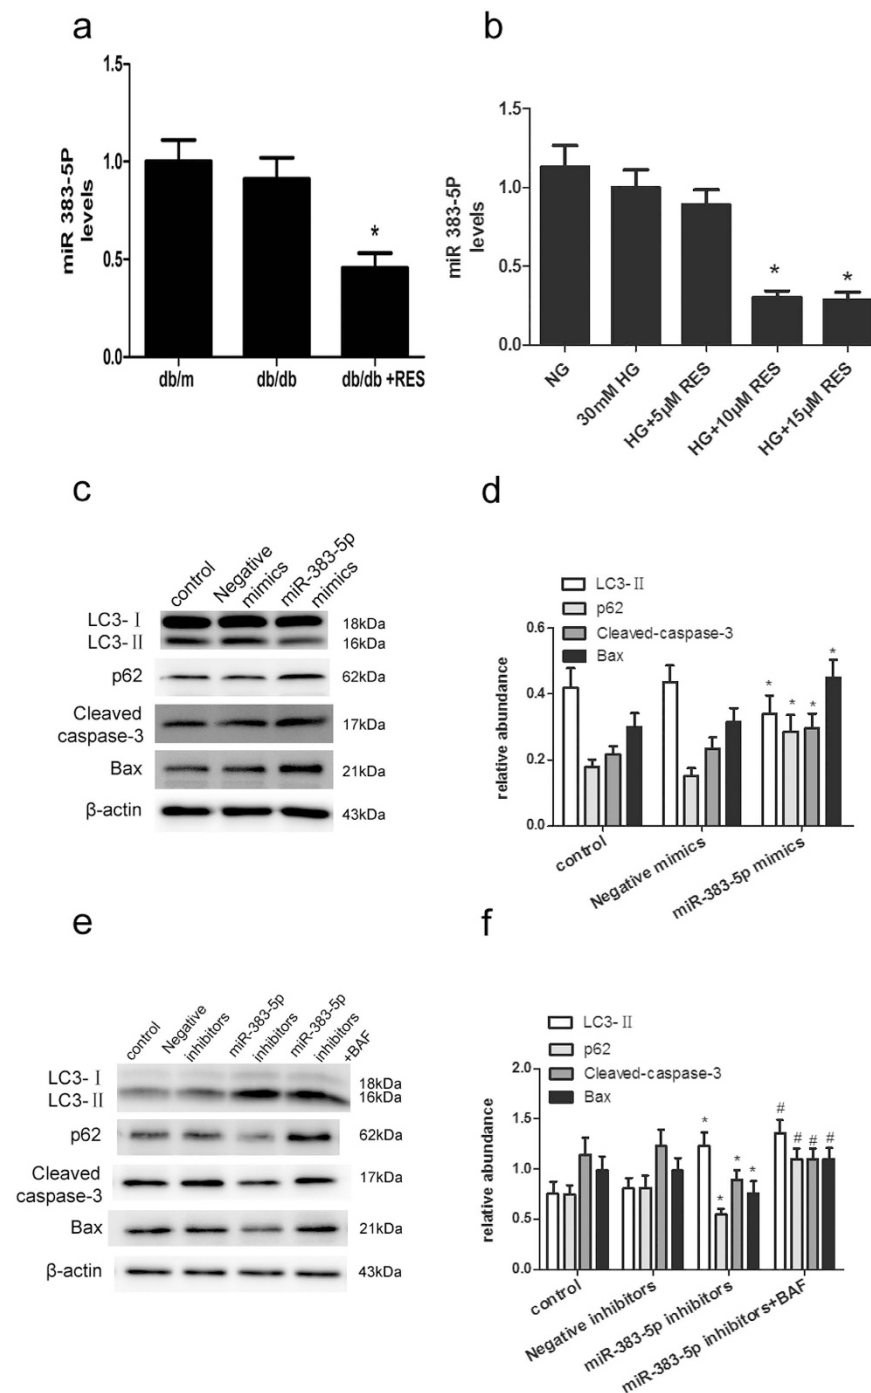 a
miR 383-5P
levels
1.5
1.0
0.5
0.0
*
db/m
db/db
db/db +RES
b
miR 383-5P
levels
1.5
1.0
0.5
0.0
*
*
NG
30mM HG
HG+5μM RES
HG+10μM RES
HG+15μM RES
c
control
Negative
mimics
miR-383-5p
mimics
LC3- Ⅰ
18kDa
LC3-Ⅱ
16kDa
p62
62kDa
Cleaved
caspase-3
17kDa
Bax
21kDa
β-actin
43kDa
d
LC3-Ⅱ
p62
Cleaved-caspase-3
Bax
relative abundance
0.6
0.4
0.2
0.0
* * * *
control
Negative mimics
miR-383-5p mimics
e
control
Negative
inhibitors
miR-383-5p
inhibitors
miR-383-5p
inhibitors
+BAF
LC3- Ⅰ
18kDa
LC3-Ⅱ
16kDa
p62
62kDa
Cleaved
caspase-3
17kDa
Bax
21kDa
β-actin
43kDa
f
LC3-Ⅱ
p62
Cleaved-caspase-3
Bax
relative abundance
2.0
1.5
1.0
0.5
0.0
* * * *
# # # #
control
Negative inhibitors
miR-383-5p inhibitors
miR-383-5p inhibitors+BAF